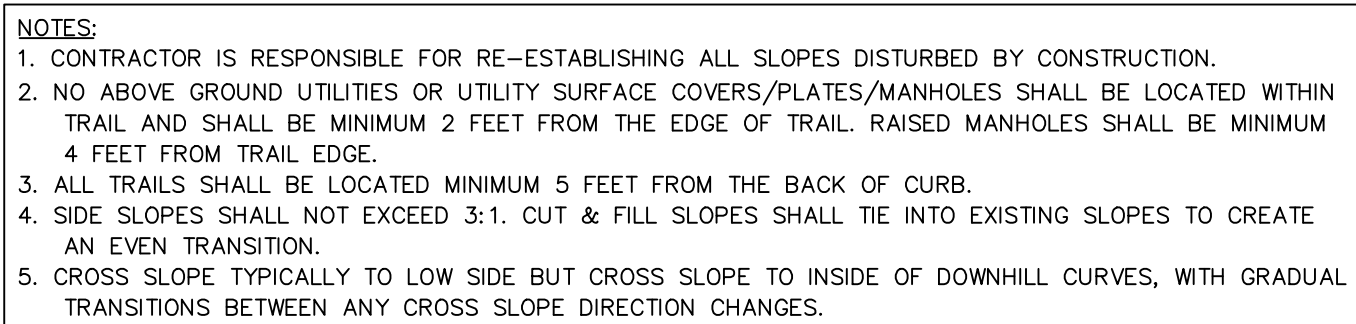 NOTES:
1. CONTRACTOR IS RESPONSIBLE FOR RE-ESTABLISHING ALL SLOPES DISTURBED BY CONSTRUCTION.
2. NO ABOVE GROUND UTILITIES OR UTILITY SURFACE COVERS/PLATES/MANHOLES SHALL BE LOCATED WITHIN
TRAIL AND SHALL BE MINIMUM 2 FEET FROM THE EDGE OF TRAIL. RAISED MANHOLES SHALL BE MINIMUM
4 FEET FROM TRAIL EDGE.
3. ALL TRAILS SHALL BE LOCATED MINIMUM 5 FEET FROM THE BACK OF CURB.
4. SIDE SLOPES SHALL NOT EXCEED 3:1. CUT & FILL SLOPES SHALL TIE INTO EXISTING SLOPES TO CREATE
AN EVEN TRANSITION.
5. CROSS SLOPE TYPICALLY TO LOW SIDE BUT CROSS SLOPE TO INSIDE OF DOWNHILL CURVES, WITH GRADUAL
TRANSITIONS BETWEEN ANY CROSS SLOPE DIRECTION CHANGES.